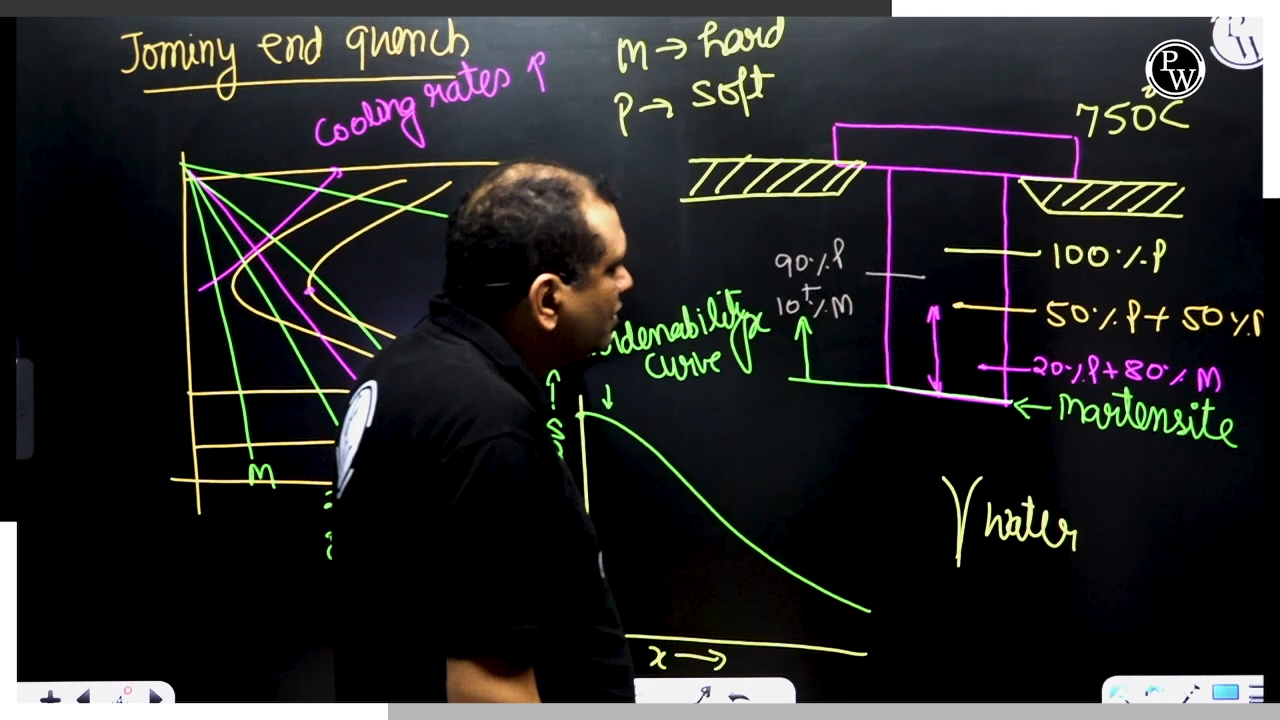 Jominy end quench
cooling rates ↑
M → hard
P → soft
PW
750°C
100%P
90%P
+
10%M
50%P + 50%
20%P + 80% M
← Martensite
curve
x
M
water
x →